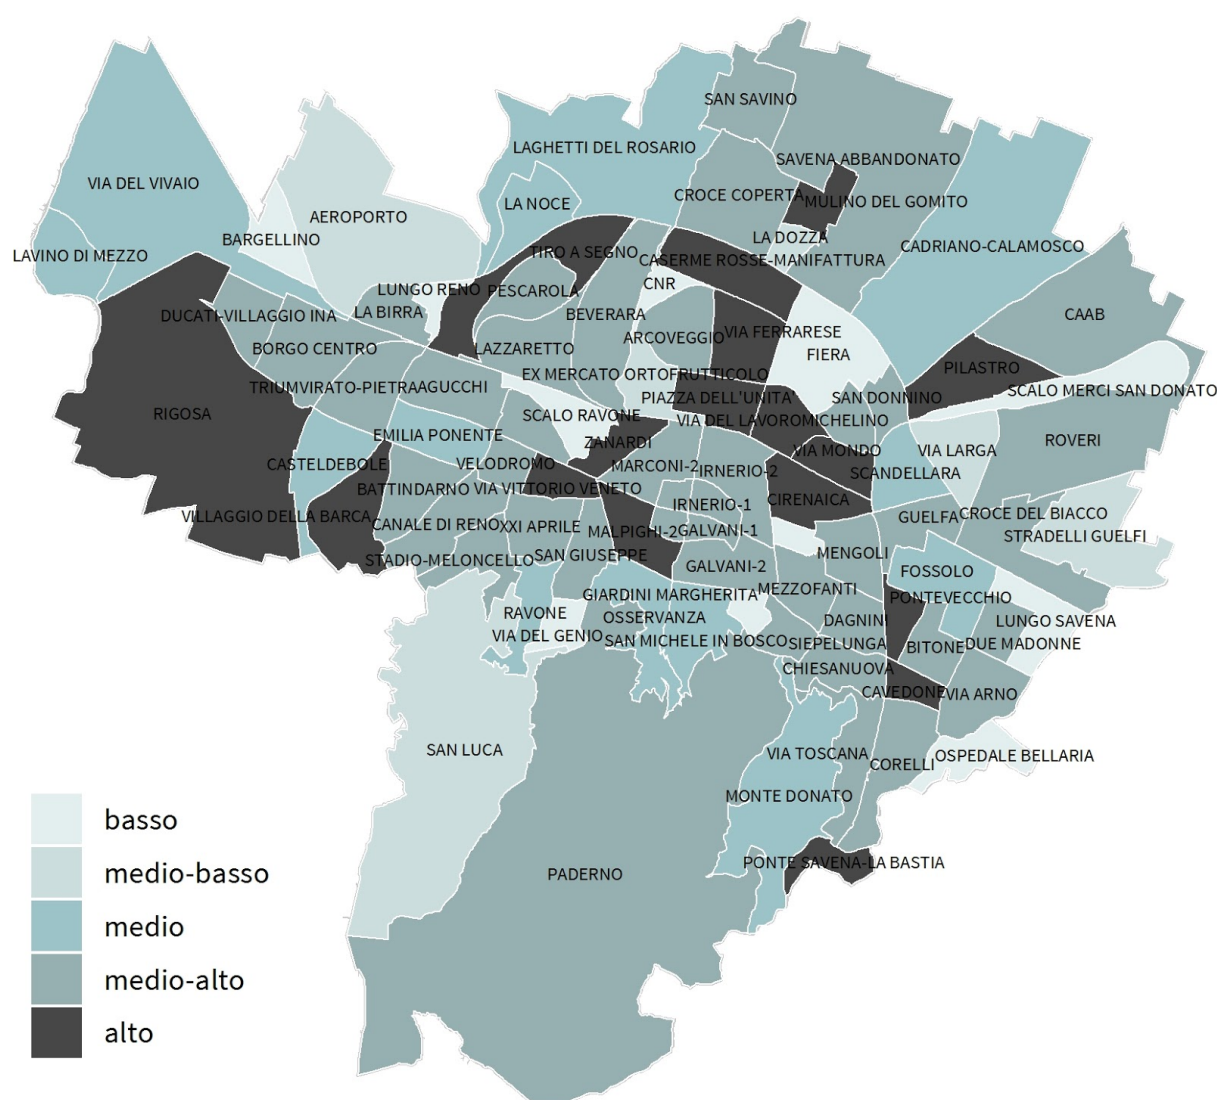 SAN SAVINO
LAGHETTI DEL ROSARIO
SAVENA ABBANDONATO
VIA DEL VIVAIO
CROCE COPERTA
MULINO DEL GOMITO
LA NOCE
AEROPORTO
BARGELLINO
LA DOZZA
CADRIANO-CALAMOSCO
LAVINO DI MEZZO
TIRO A SEGNO
CASERME ROSSE-MANIFATTURA
CNR
LUNGO RENO
PESCAROLA
DUCATI-VILLAGGIO INA
LA BIRRA
BEVERARA
CAAB
VIA FERRARESE
ARCOVEGGIO
BORGO CENTRO
LAZZARETTO
FIERA
PILASTRO
EX MERCATO ORTOFRUTTICOLO
TRIUMVIRATO-PIETRA
AGUCCHI
SCALO MERCI SAN DONATO
PIAZZA DELL'UNITA'
SAN DONNINO
RIGOSA
SCALO RAVONE
VIA DEL LAVORO
MICHELINO
EMILIA PONENTE
ZANARDI
ROVERI
VIA MONDO
VIA LARGA
CASTELDEBOLE
VELODROMO
MARCONI-2
IRNERIO-2
SCANDELLARA
BATTINDARNO
VIA VITTORIO VENETO
CIRENAICA
IRNERIO-1
VILLAGGIO DELLA BARCA
GUELFA
CROCE DEL BIACCO
CANALE DI RENO
XXI APRILE
MALPIGHI-2
GALVANI-1
STRADELLI GUELFI
STADIO-MELONCELLO
SAN GIUSEPPE
MENGOLI
GALVANI-2
FOSSOLO
GIARDINI MARGHERITA
MEZZOFANTI
PONTEVECCHIO
RAVONE
OSSERVANZA
DAGNINI
LUNGO SAVENA
VIA DEL GENIO
SAN MICHELE IN BOSCO
SIEPELUNGA
BITONE
DUE MADONNE
CHIESANUOVA
CAVEDONE
VIA ARNO
SAN LUCA
VIA TOSCANA
CORELLI
OSPEDALE BELLARIA
MONTE DONATO
PONTE SAVENA-LA BASTIA
PADERNO
basso
medio-basso
medio
medio-alto
alto